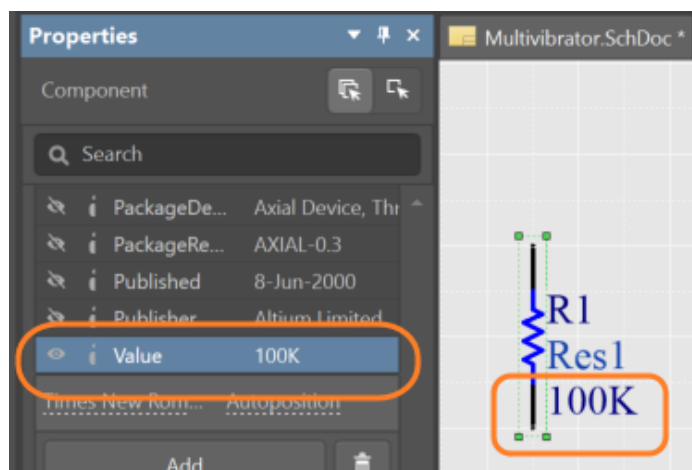 Properties
Multivibrator.SchDoc *
Component
Search
PackageDe... Axial Device, Thr
PackageRe... AXIAL-0.3
Published 8-Jun-2000
Publisher Altium Limited
Value 100K
Times New Rom... Autoposition
Add
R1
Res1
100K